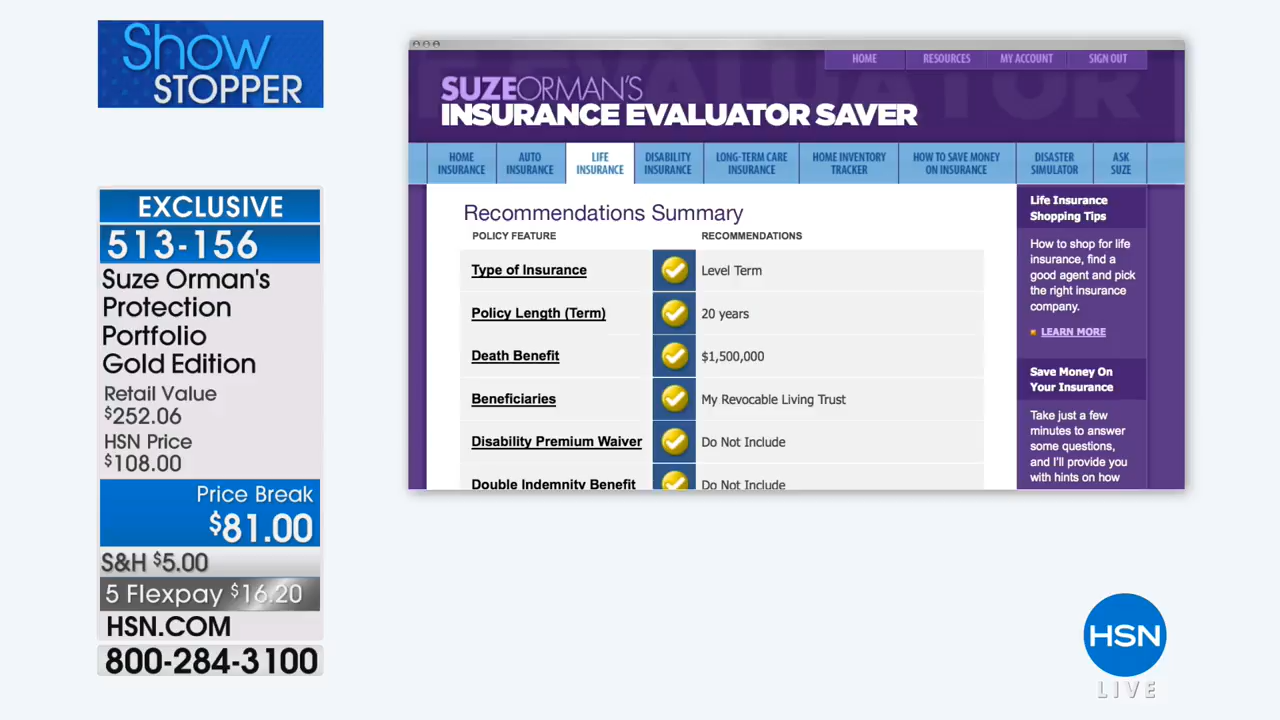 Show
STOPPER
EXCLUSIVE
513-156
Suze Orman's
Protection
Portfolio
Gold Edition
Retail Value
$252.06
HSN Price
$108.00
Price Break
$81.00
S&H $5.00
5 Flexpay $16.20
HSN.COM
800-284-3100
HOME RESOURCES MY ACCOUNT SIGN OUT
SUZEORMAN'S
INSURANCE EVALUATOR SAVER
HOME INSURANCE
AUTO INSURANCE
LIFE INSURANCE
DISABILITY INSURANCE
LONG-TERM CARE INSURANCE
HOME INVENTORY TRACKER
HOW TO SAVE MONEY ON INSURANCE
DISASTER SIMULATOR
ASK SUZE
Recommendations Summary
POLICY FEATURE RECOMMENDATIONS
Type of Insurance Level Term
Policy Length (Term) 20 years
Death Benefit $1,500,000
Beneficiaries My Revocable Living Trust
Disability Premium Waiver Do Not Include
Double Indemnity Benefit Do Not Include
Life Insurance
Shopping Tips
How to shop for life
insurance, find a
good agent and pick
the right insurance
company.
LEARN MORE
Save Money On
Your Insurance
Take just a few
minutes to answer
some questions,
and I'll provide you
with hints on how
HSN
LIVE